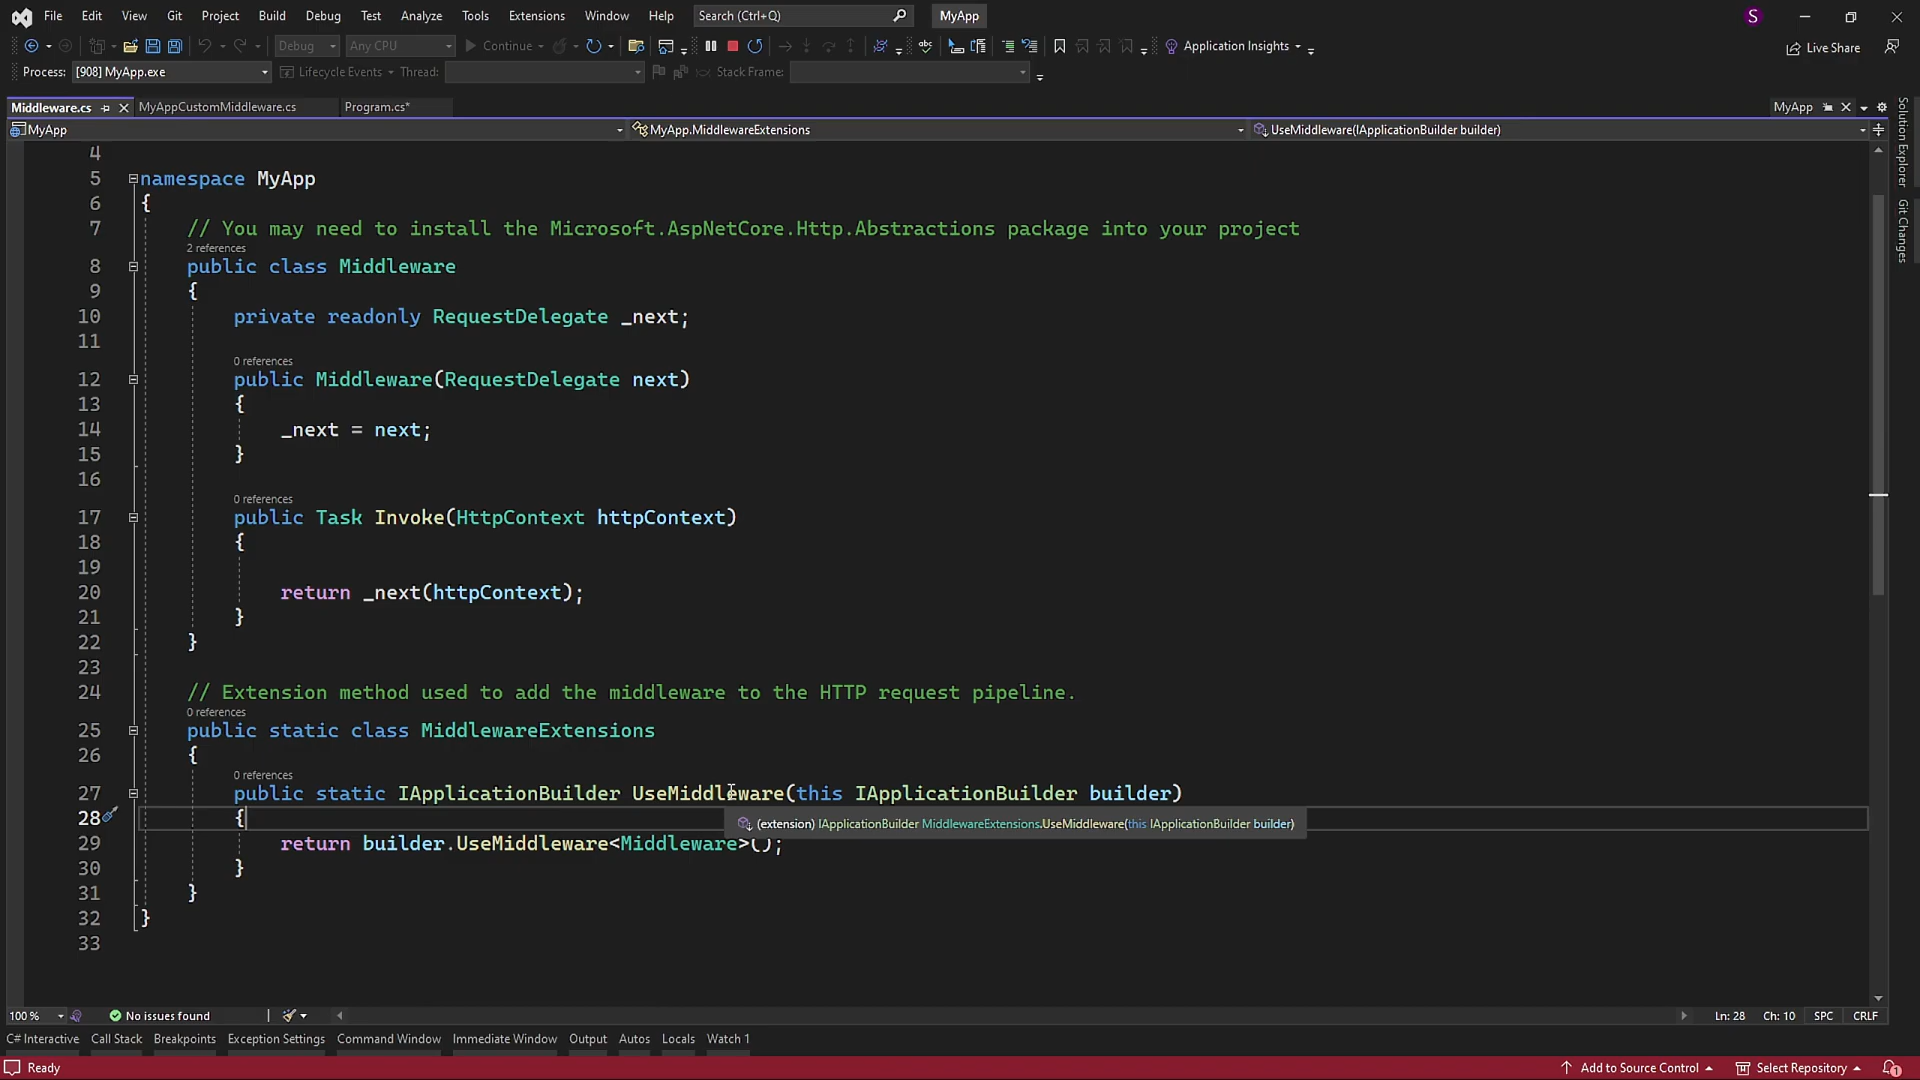 File Edit View Git Project Build Debug Test Analyze Tools Extensions Window Help Search (Ctrl+Q) MyApp S
Debug Any CPU Continue Application Insights Live Share
Process: [908] MyApp.exe Lifecycle Events Thread: Stack Frame:
Middleware.cs MyAppCustomMiddleware.cs Program.cs* MyApp
MyApp MyApp.MiddlewareExtensions UseMiddleware(IApplicationBuilder builder)
Solution Explorer
Git Changes
4
5 namespace MyApp
6 {
7 // You may need to install the Microsoft.AspNetCore.Http.Abstractions package into your project
2 references
8 public class Middleware
9 {
10 private readonly RequestDelegate _next;
11
0 references
12 public Middleware(RequestDelegate next)
13 {
14 _next = next;
15 }
16
0 references
17 public Task Invoke(HttpContext httpContext)
18 {
19
20 return _next(httpContext);
21 }
22 }
23
24 // Extension method used to add the middleware to the HTTP request pipeline.
0 references
25 public static class MiddlewareExtensions
26 {
0 references
27 public static IApplicationBuilder UseMiddleware(this IApplicationBuilder builder)
28 {
(extension) IApplicationBuilder MiddlewareExtensions.UseMiddleware(this IApplicationBuilder builder)
29 return builder.UseMiddleware<Middleware>();
30 }
31 }
32 }
33
100 % No issues found Ln: 28 Ch: 10 SPC CRLF
C# Interactive Call Stack Breakpoints Exception Settings Command Window Immediate Window Output Autos Locals Watch 1
Ready Add to Source Control Select Repository 1